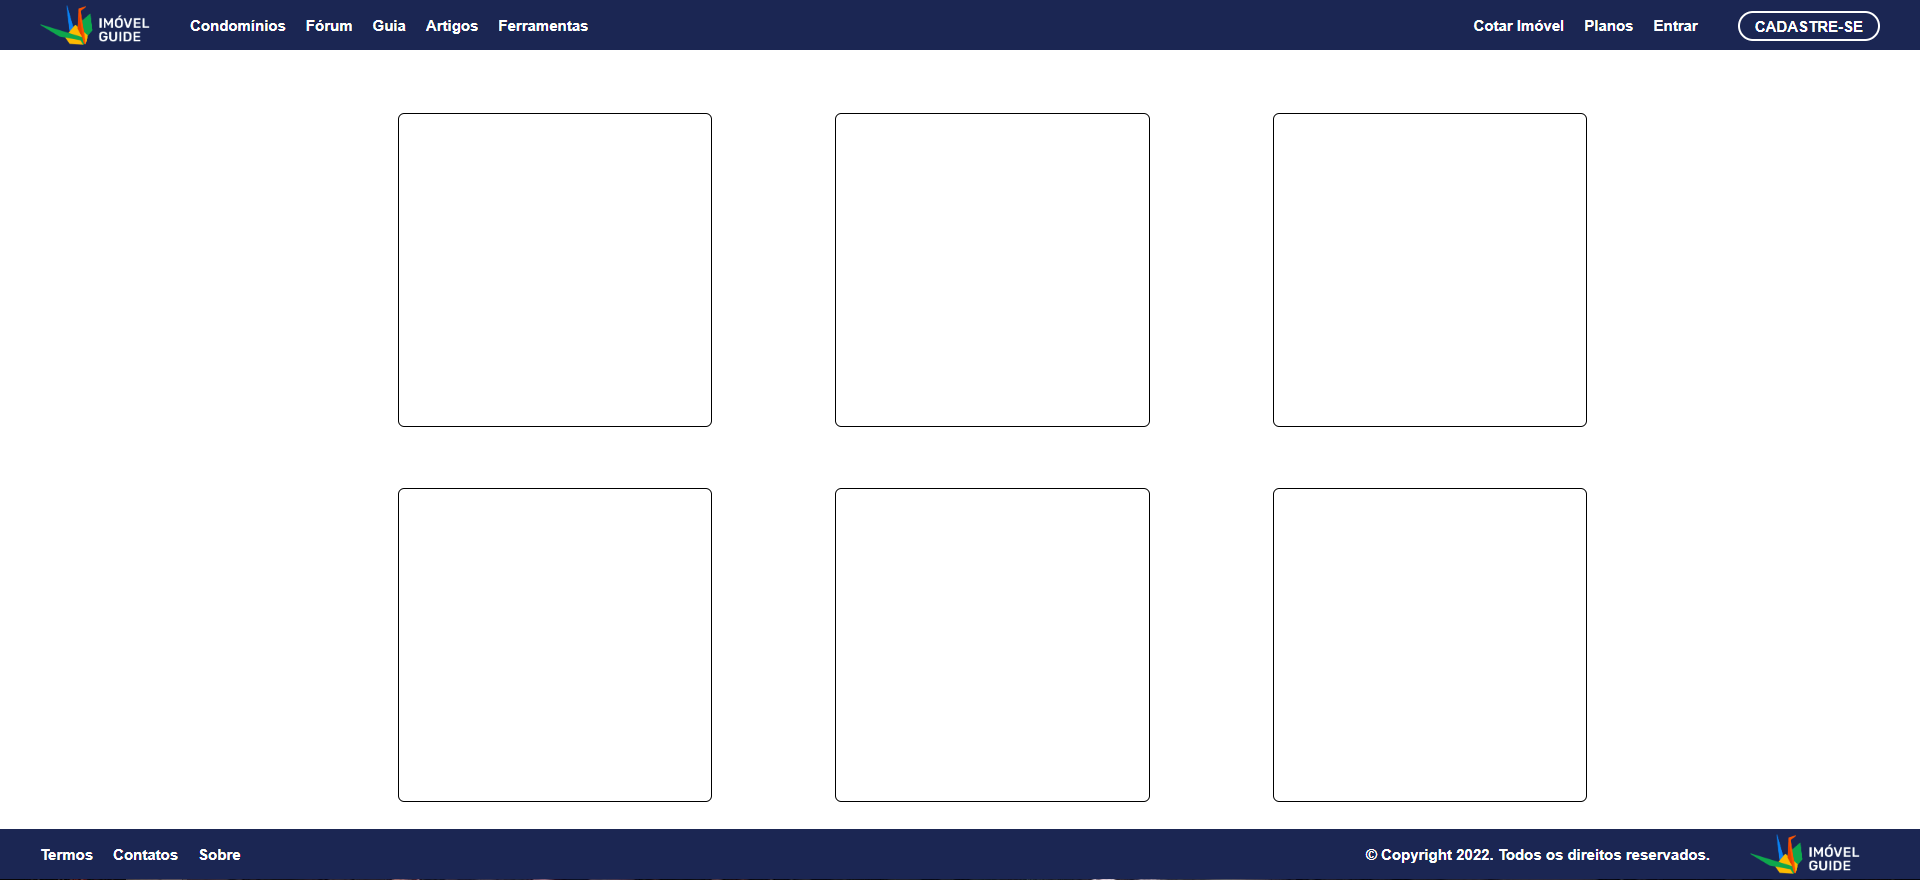 IMÓVEL
GUIDE
Condomínios Fórum Guia Artigos Ferramentas
Cotar Imóvel Planos Entrar CADASTRE-SE
Termos Contatos Sobre
© Copyright 2022. Todos os direitos reservados.
IMÓVEL
GUIDE